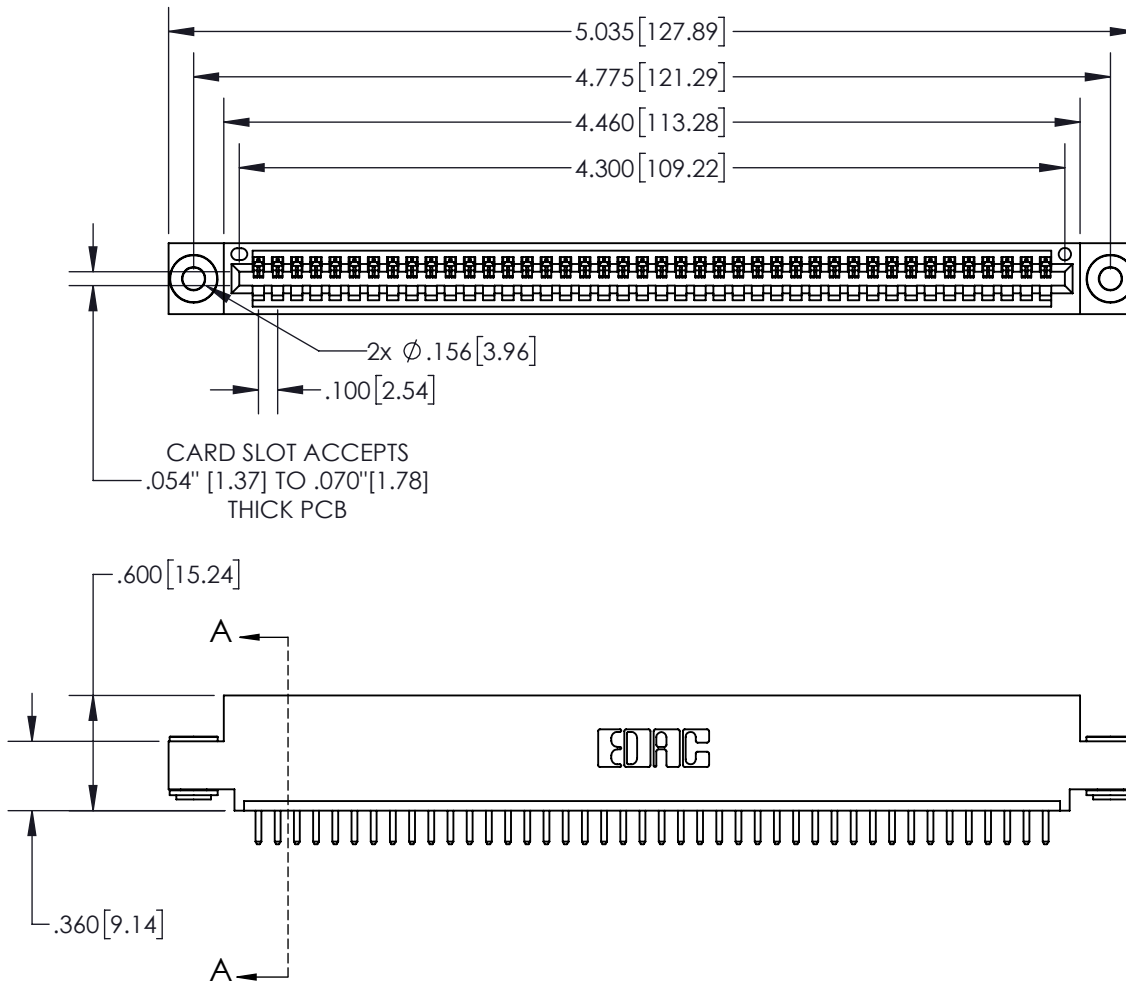 5.035[127.89]
4.775[121.29]
4.460[113.28]
4.300[109.22]
2x Ø.156[3.96]
.100[2.54]
CARD SLOT ACCEPTS
.054" [1.37] TO .070"[1.78]
THICK PCB
.600[15.24]
A
EDAC
.360[9.14]
A